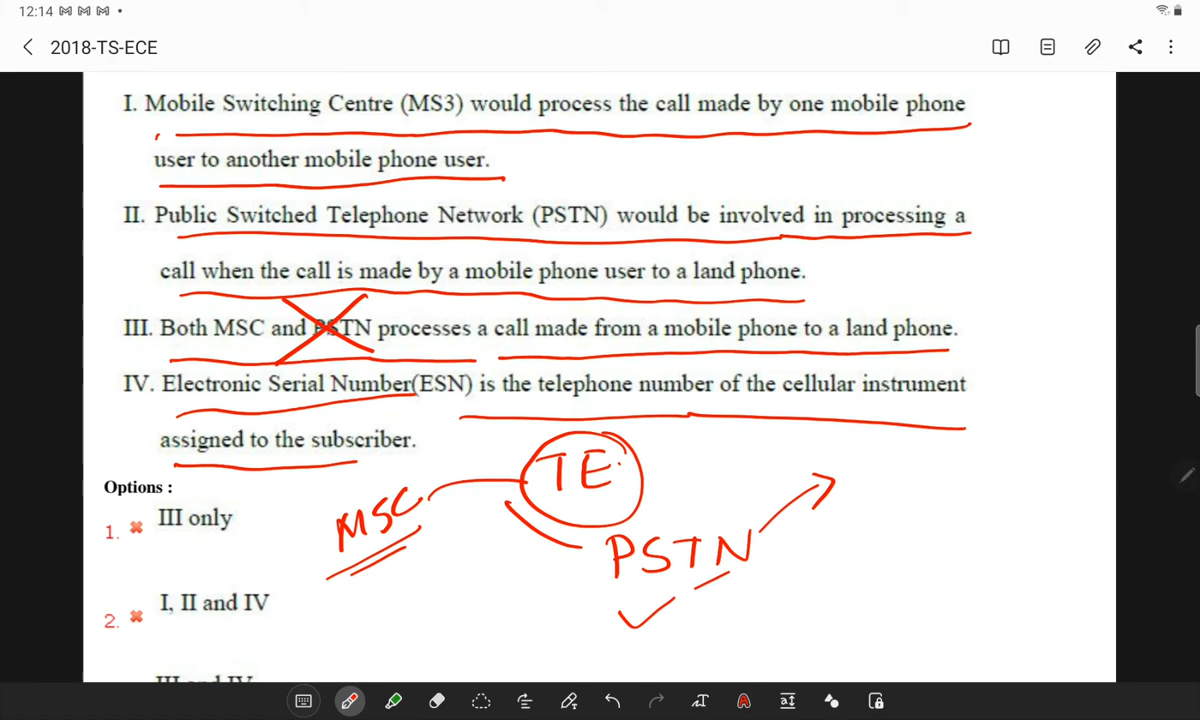 12:14
2018-TS-ECE
I. Mobile Switching Centre (MS3) would process the call made by one mobile phone
user to another mobile phone user.
II. Public Switched Telephone Network (PSTN) would be involved in processing a
call when the call is made by a mobile phone user to a land phone.
III. Both MSC and PSTN processes a call made from a mobile phone to a land phone.
IV. Electronic Serial Number(ESN) is the telephone number of the cellular instrument
assigned to the subscriber.
TE
Options :
MSC
1. III only
PSTN
2. I, II and IV
III and IV